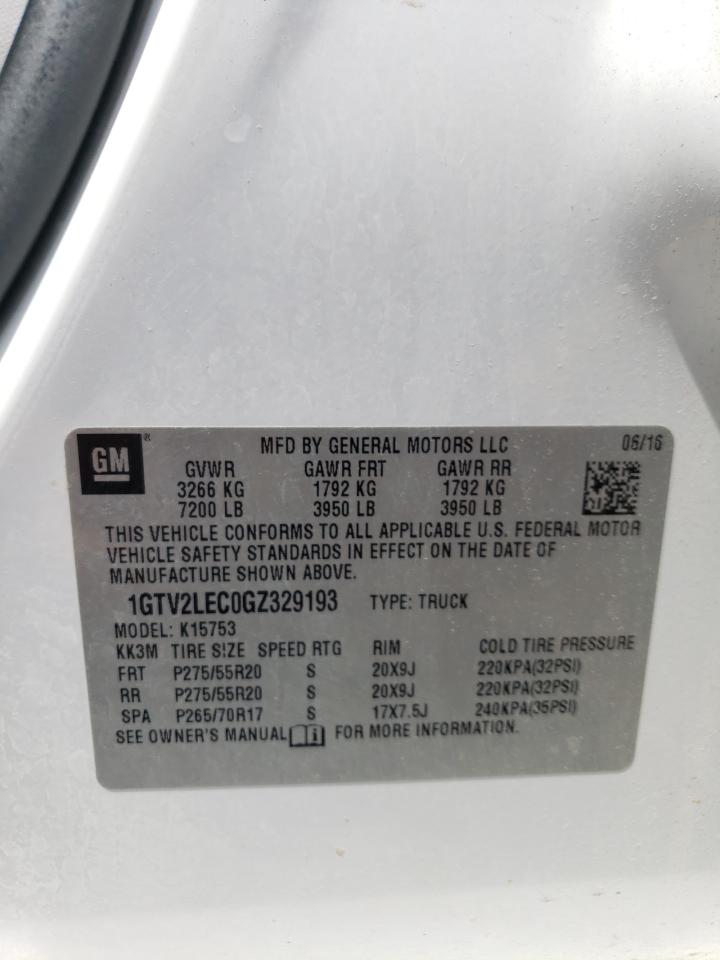 GM ® MFD BY GENERAL MOTORS LLC 06/16
GVWR GAWR FRT GAWR RR
3266 KG 1792 KG 1792 KG
7200 LB 3950 LB 3950 LB
THIS VEHICLE CONFORMS TO ALL APPLICABLE U.S. FEDERAL MOTOR
VEHICLE SAFETY STANDARDS IN EFFECT ON THE DATE OF
MANUFACTURE SHOWN ABOVE.
1GTV2LEC0GZ329193 TYPE: TRUCK
MODEL: K15753
KK3M TIRE SIZE SPEED RTG RIM COLD TIRE PRESSURE
FRT P275/55R20 S 20X9J 220KPA(32PSI)
RR P275/55R20 S 20X9J 220KPA(32PSI)
SPA P265/70R17 S 17X7.5J 240KPA(35PSI)
SEE OWNER'S MANUAL FOR MORE INFORMATION.